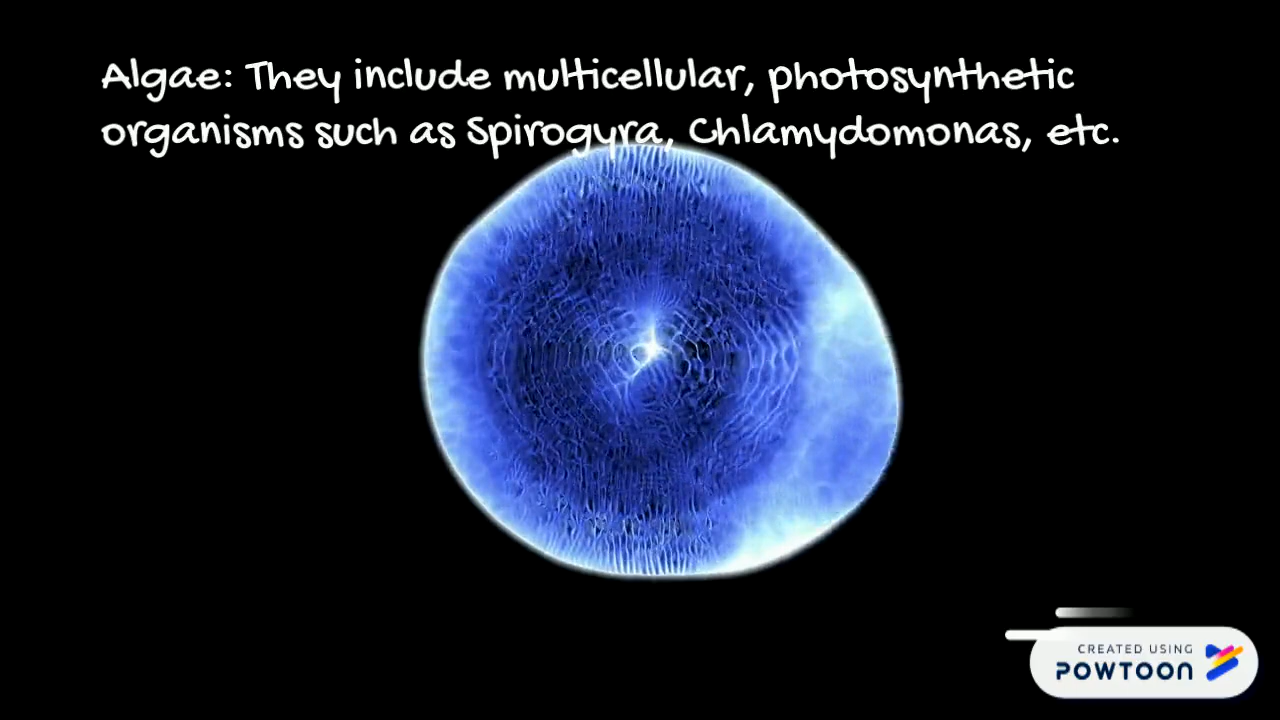 Algae: They include multicellular, photosynthetic
organisms such as Spirogyra, Chlamydomonas, etc.
CREATED USING
POWTOON